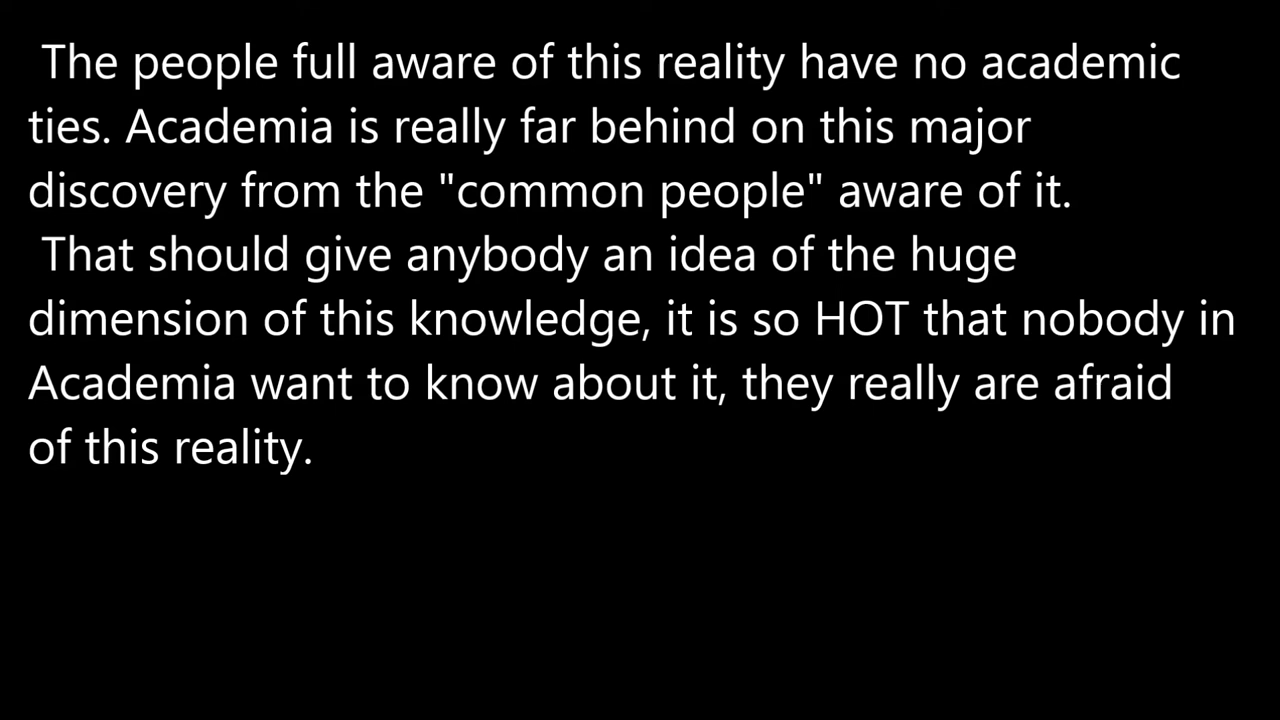 The people full aware of this reality have no academic
ties. Academia is really far behind on this major
discovery from the "common people" aware of it.
That should give anybody an idea of the huge
dimension of this knowledge, it is so HOT that nobody in
Academia want to know about it, they really are afraid
of this reality.